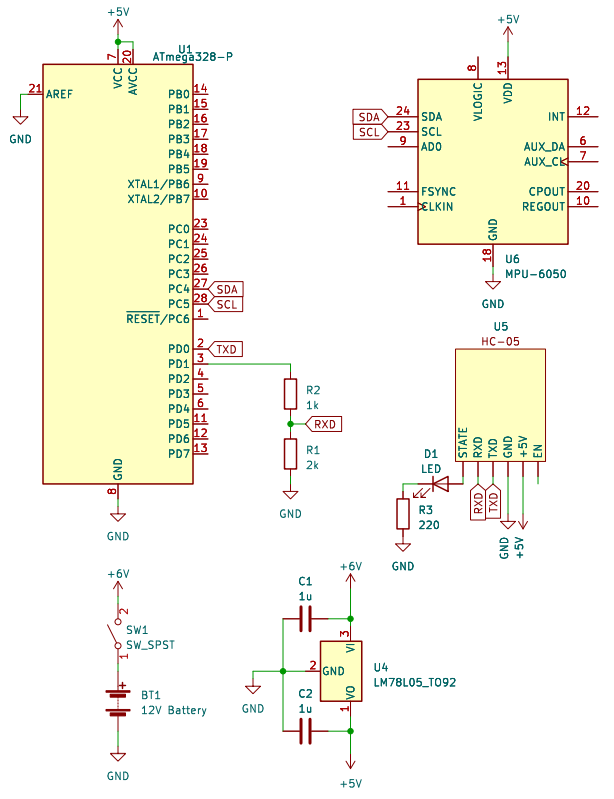 +5V
U1
ATmega328-P
7
20
VCC
AVCC
21
AREF
GND
PB0
14
PB1
15
PB2
16
PB3
17
PB4
18
PB5
19
XTAL1/PB6
9
XTAL2/PB7
10
PC0
23
PC1
24
PC2
25
PC3
26
PC4
27
SDA
PC5
28
SCL
RESET/PC6
1
PD0
2
TXD
PD1
3
PD2
4
PD3
5
PD4
6
PD5
11
PD6
12
PD7
13
GND
8
GND
R2
1k
RXD
R1
2k
GND
+5V
8
13
VLOGIC
VDD
SDA
24
SDA
SCL
23
SCL
9
AD0
11
FSYNC
1
CLKIN
INT
12
AUX_DA
6
AUX_CL
7
CPOUT
20
REGOUT
10
GND
18
U6
MPU-6050
GND
U5
HC-05
STATE
RXD
TXD
GND
+5V
EN
D1
LED
RXD
TXD
GND
+5V
R3
220
GND
+6V
2
SW1
SW_SPST
1
+
BT1
12V Battery
GND
+6V
C1
1u
3
VI
2
GND
U4
LM78L05_TO92
VO
1
GND
C2
1u
+5V